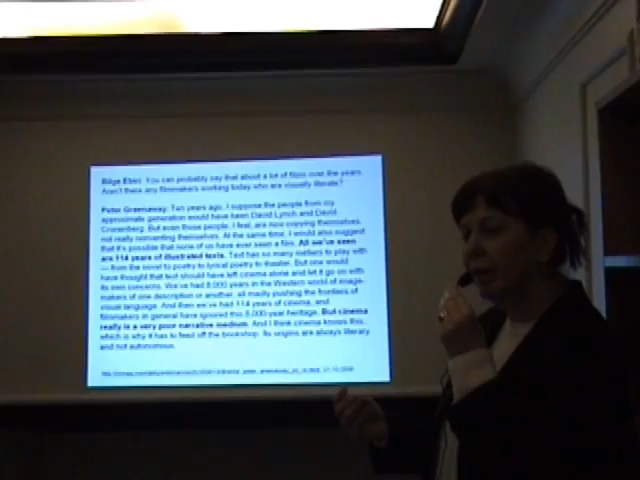 Bilge Ebiri: You can probably say that about a lot of films over the years.
Aren't there any filmmakers working today who are visually literate?
Peter Greenaway: Ten years ago, I suppose the people from my
approximate generation would have been David Lynch and David
Cronenberg. But even those people, I feel, are now copying themselves,
not really reinventing themselves. At the same time, I would also suggest
that it's possible that none of us have ever seen a film. All we've seen
are 114 years of illustrated texts. Text has so many metiers to play with
— from the novel to poetry to lyrical poetry to theater. But one would
have thought that text should have left cinema alone and let it go on with
its own concerns. We've had 8,000 years in the Western world of image-
makers of one description or another, all madly pushing the frontiers of
visual language. And then we've had 114 years of cinema, and
filmmakers in general have ignored this 8,000-year heritage. But cinema
really is a very poor narrative medium. And I think cinema knows this,
which is why it has to feed off the bookshop. Its origins are always literary
and not autonomous.